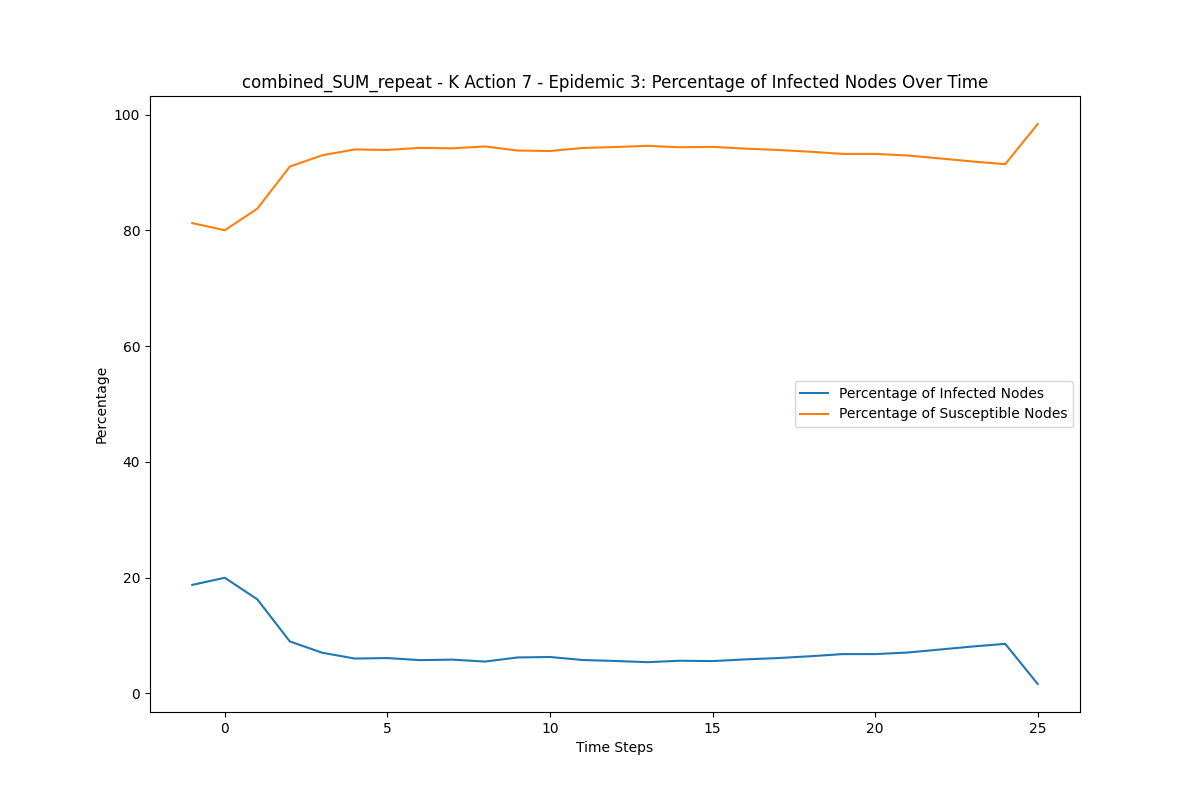 combined_SUM_repeat - K Action 7 - Epidemic 3: Percentage of Infected Nodes Over Time
100
80
60
40
20
0
Percentage
Percentage of Infected Nodes
Percentage of Susceptible Nodes
0 5 10 15 20 25
Time Steps